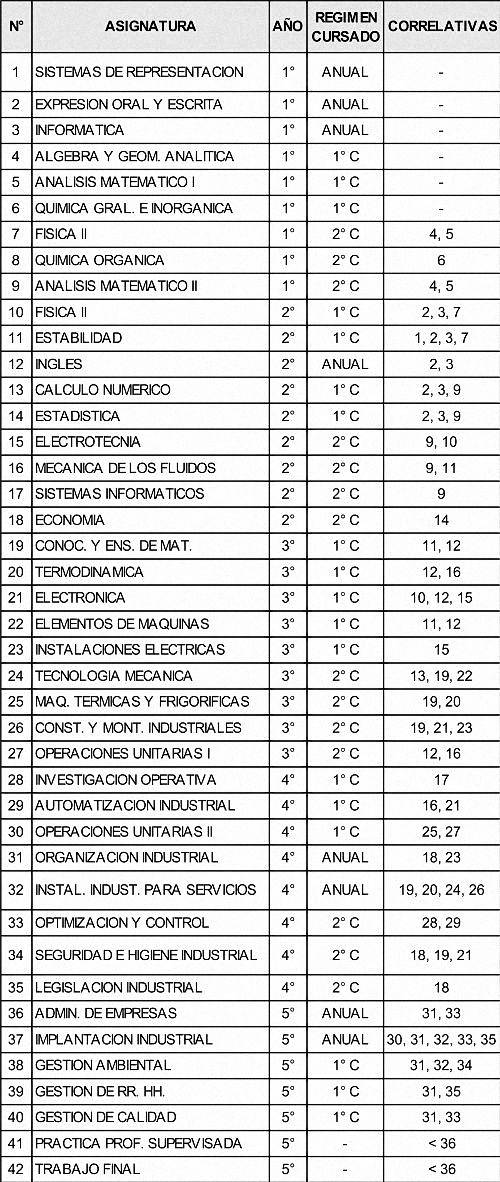 N° ASIGNATURA AÑO REGIMEN CURSADO CORRELATIVAS
1 SISTEMAS DE REPRESENTACION 1° ANUAL -
2 EXPRESION ORAL Y ESCRITA 1° ANUAL -
3 INFORMATICA 1° ANUAL -
4 ALGEBRA Y GEOM. ANALITICA 1° 1° C -
5 ANALISIS MATEMATICO I 1° 1° C -
6 QUIMICA GRAL. E INORGANICA 1° 1° C -
7 FISICA II 1° 2° C 4, 5
8 QUIMICA ORGANICA 1° 2° C 6
9 ANALISIS MATEMATICO II 1° 2° C 4, 5
10 FISICA II 2° 1° C 2, 3, 7
11 ESTABILIDAD 2° 1° C 1, 2, 3, 7
12 INGLES 2° ANUAL 2, 3
13 CALCULO NUMERICO 2° 1° C 2, 3, 9
14 ESTADISTICA 2° 1° C 2, 3, 9
15 ELECTROTECNIA 2° 2° C 9, 10
16 MECANICA DE LOS FLUIDOS 2° 2° C 9, 11
17 SISTEMAS INFORMATICOS 2° 2° C 9
18 ECONOMIA 2° 2° C 14
19 CONOC. Y ENS. DE MAT. 3° 1° C 11, 12
20 TERMODINAMICA 3° 1° C 12, 16
21 ELECTRONICA 3° 1° C 10, 12, 15
22 ELEMENTOS DE MAQUINAS 3° 1° C 11, 12
23 INSTALACIONES ELECTRICAS 3° 1° C 15
24 TECNOLOGIA MECANICA 3° 2° C 13, 19, 22
25 MAQ. TERMICAS Y FRIGORIFICAS 3° 2° C 19, 20
26 CONST. Y MONT. INDUSTRIALES 3° 2° C 19, 21, 23
27 OPERACIONES UNITARIAS I 3° 2° C 12, 16
28 INVESTIGACION OPERATIVA 4° 1° C 17
29 AUTOMATIZACION INDUSTRIAL 4° 1° C 16, 21
30 OPERACIONES UNITARIAS II 4° 1° C 25, 27
31 ORGANIZACION INDUSTRIAL 4° ANUAL 18, 23
32 INSTAL. INDUST. PARA SERVICIOS 4° ANUAL 19, 20, 24, 26
33 OPTIMIZACION Y CONTROL 4° 2° C 28, 29
34 SEGURIDAD E HIGIENE INDUSTRIAL 4° 2° C 18, 19, 21
35 LEGISLACION INDUSTRIAL 4° 2° C 18
36 ADMIN. DE EMPRESAS 5° ANUAL 31, 33
37 IMPLANTACION INDUSTRIAL 5° ANUAL 30, 31, 32, 33, 35
38 GESTION AMBIENTAL 5° 1° C 31, 32, 34
39 GESTION DE RR. HH. 5° 1° C 31, 35
40 GESTION DE CALIDAD 5° 1° C 31, 33
41 PRACTICA PROF. SUPERVISADA 5° - < 36
42 TRABAJO FINAL 5° - < 36